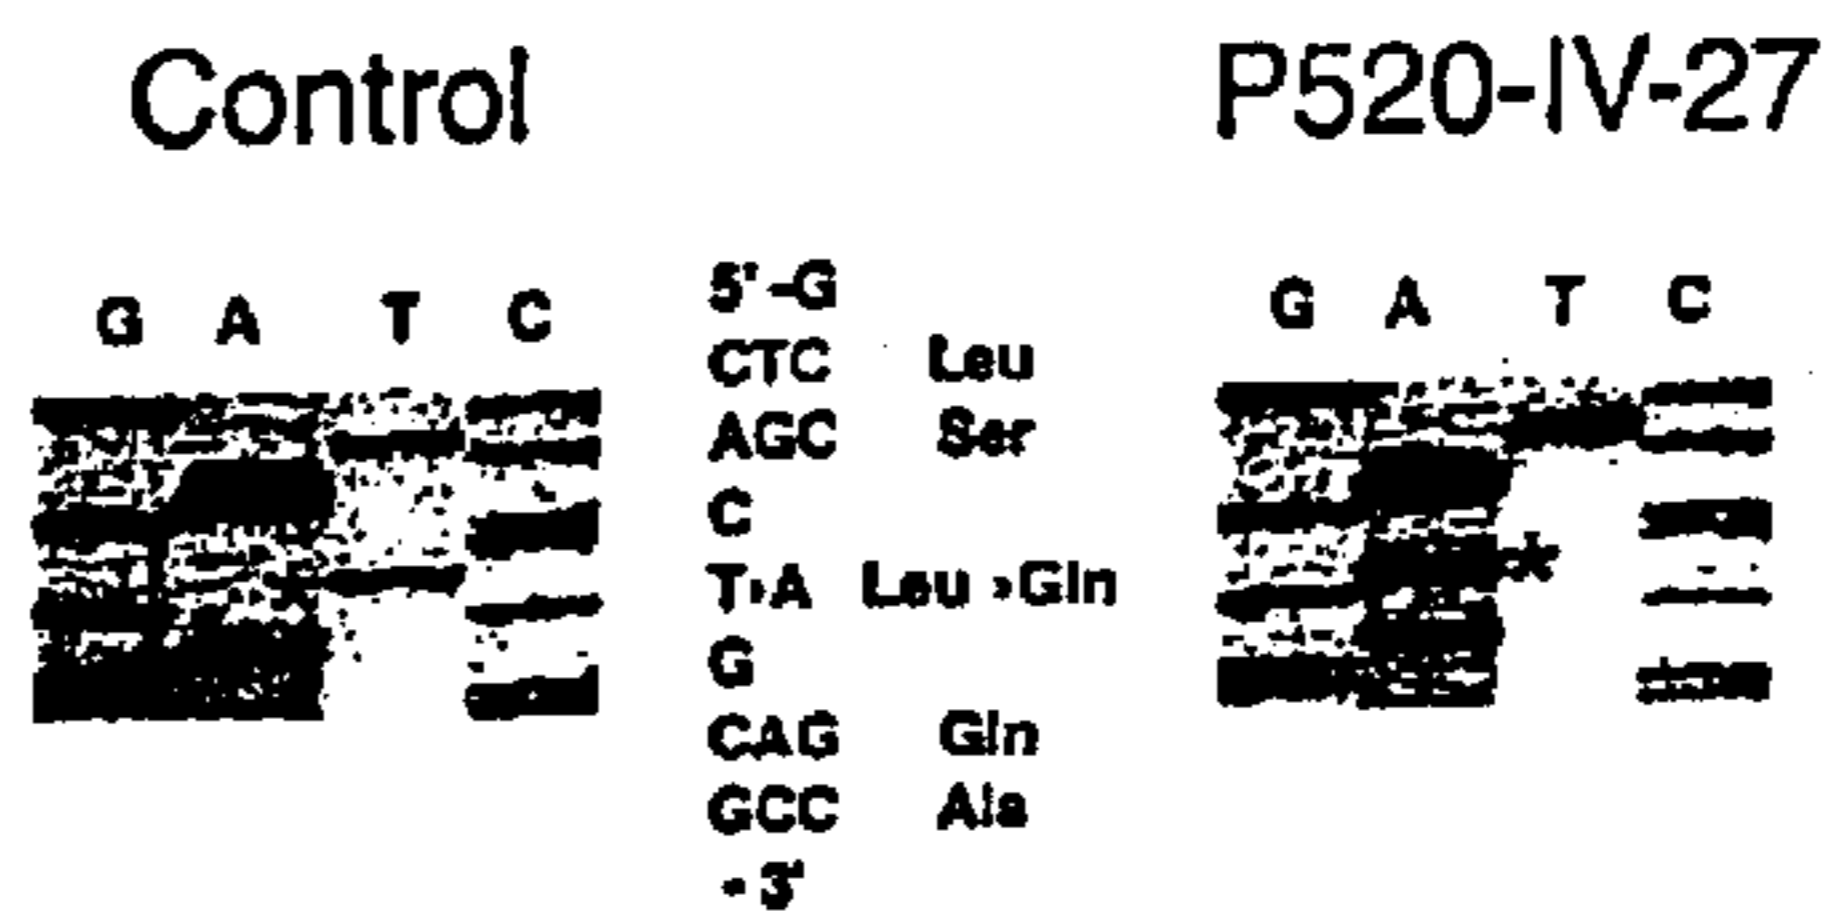 Control
P520-IV-27
G A T C
5'-G
CTC Leu
AGC Ser
C
T›A Leu ›Gln
G
CAG Gln
GCC Ala
- 3'
G A T C
*